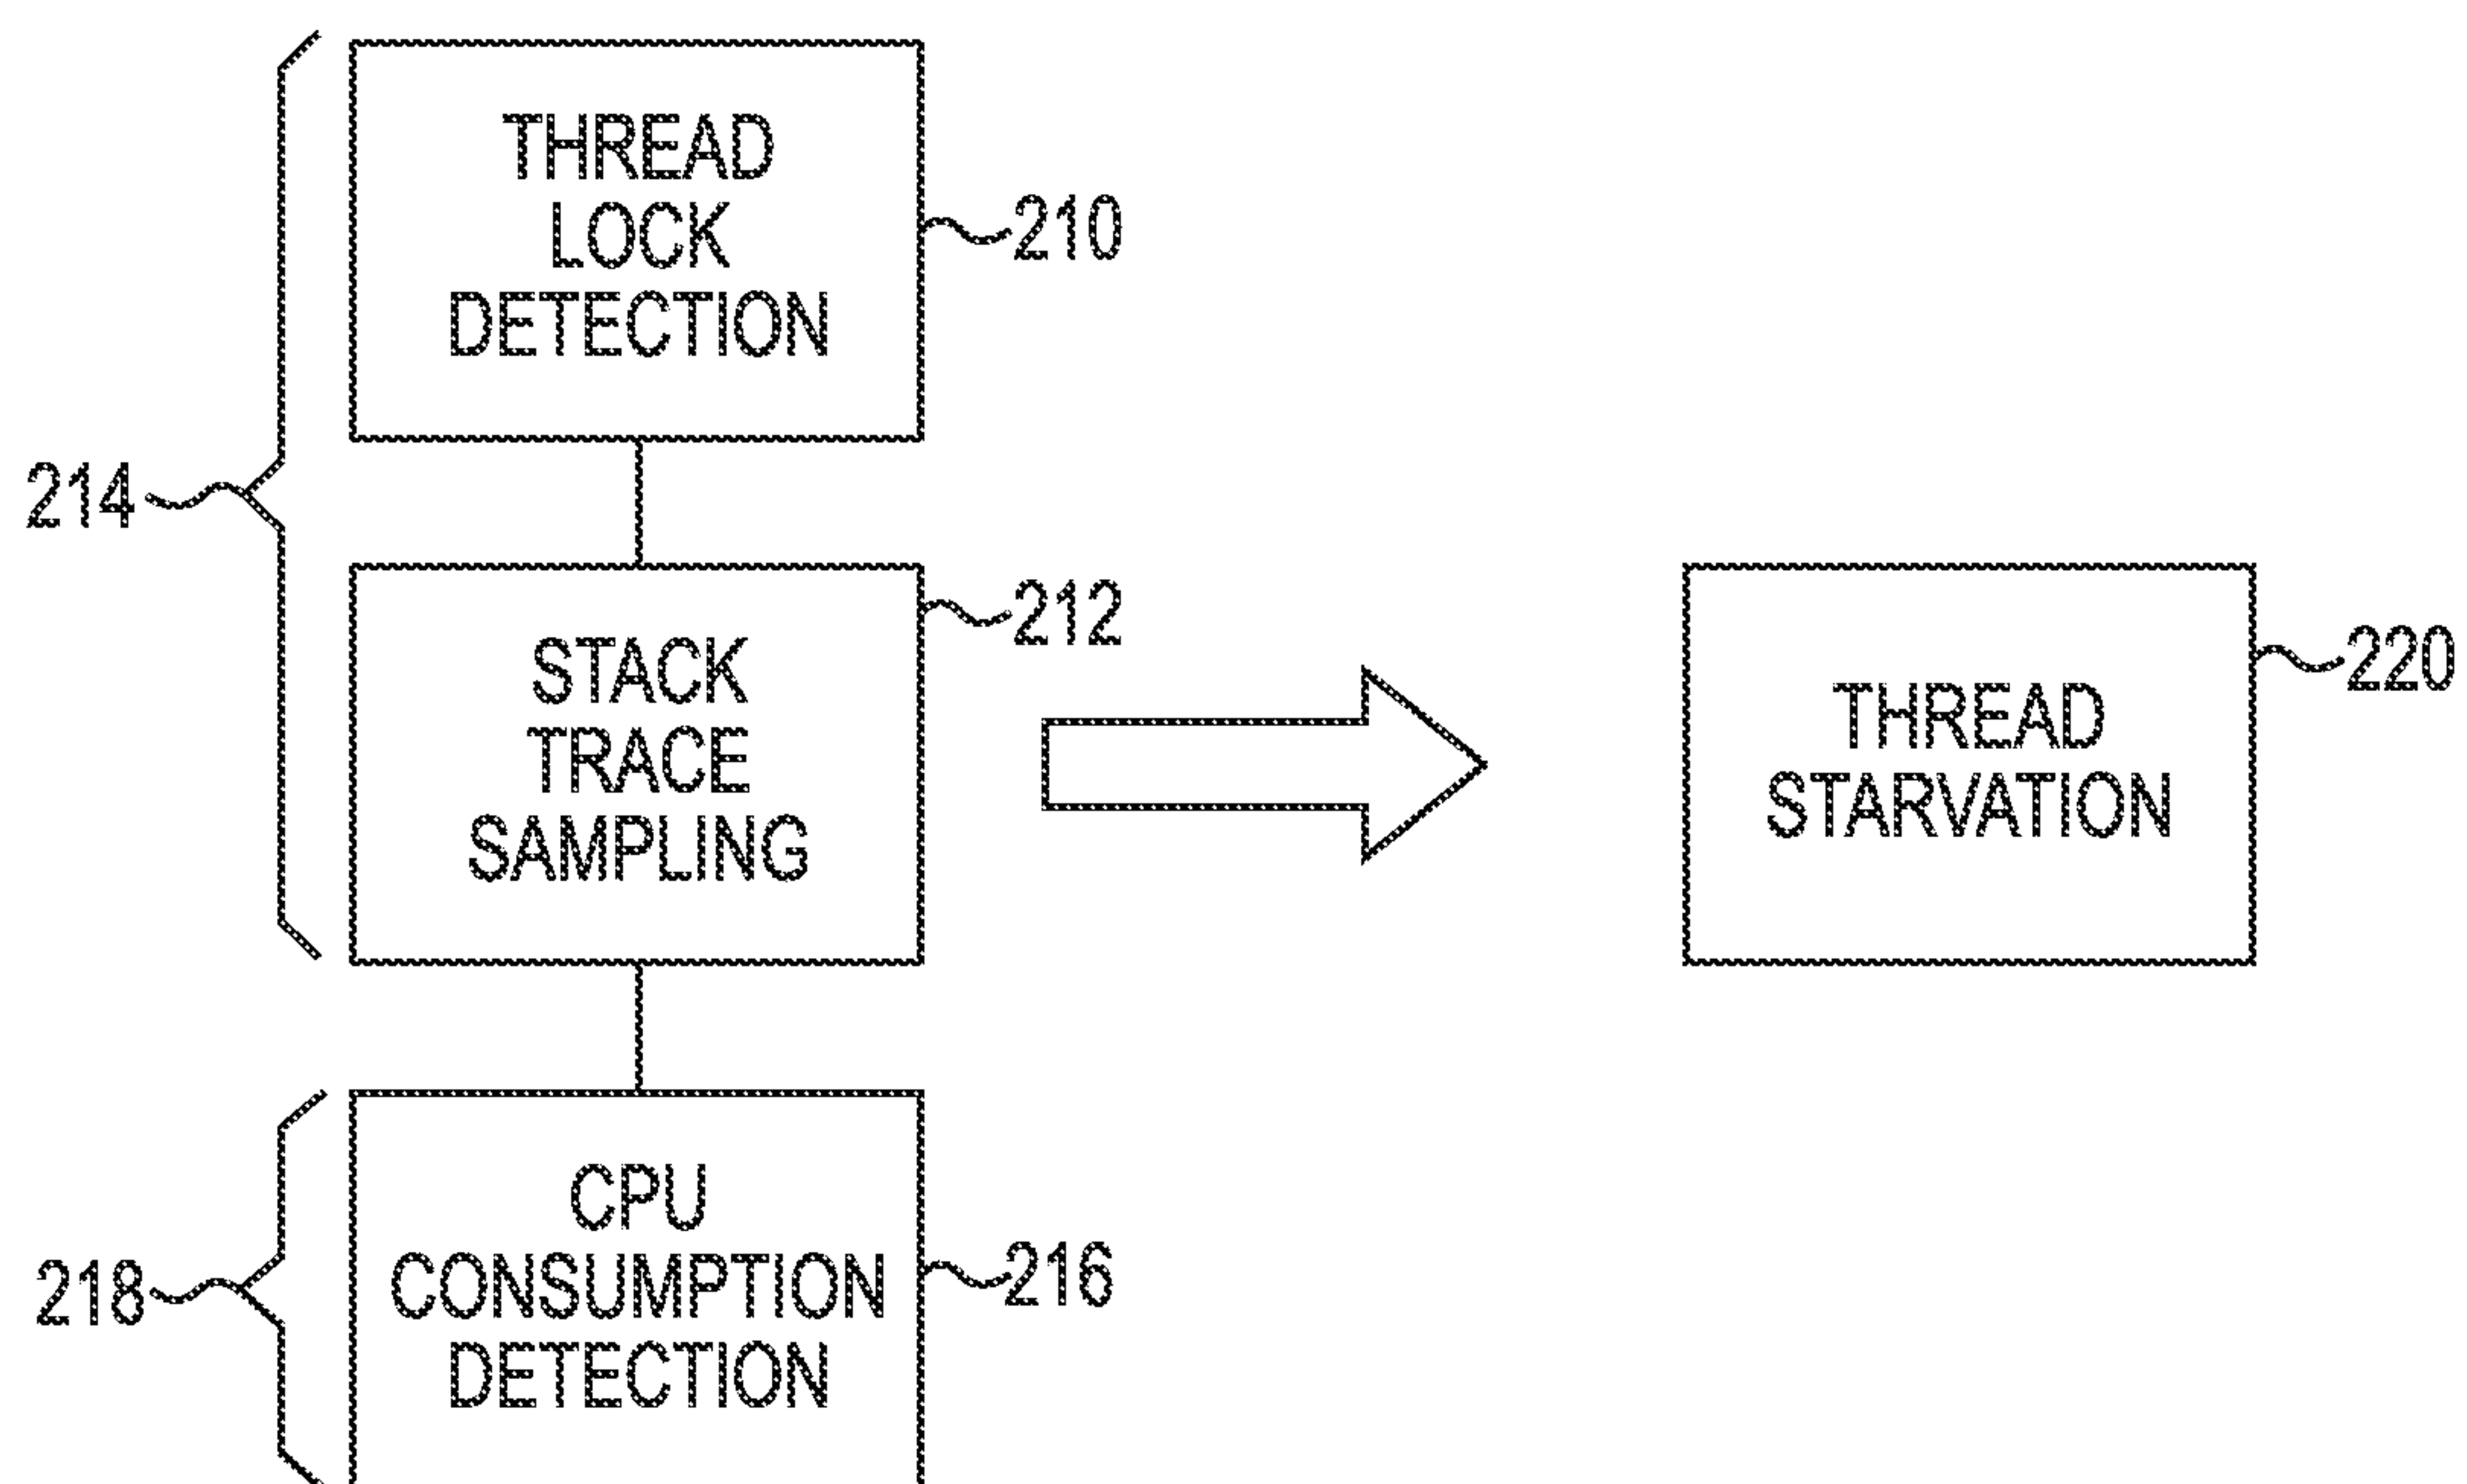 THREAD
LOCK
DETECTION
210
214
STACK
TRACE
SAMPLING
212
THREAD
STARVATION
220
CPU
CONSUMPTION
DETECTION
216
218